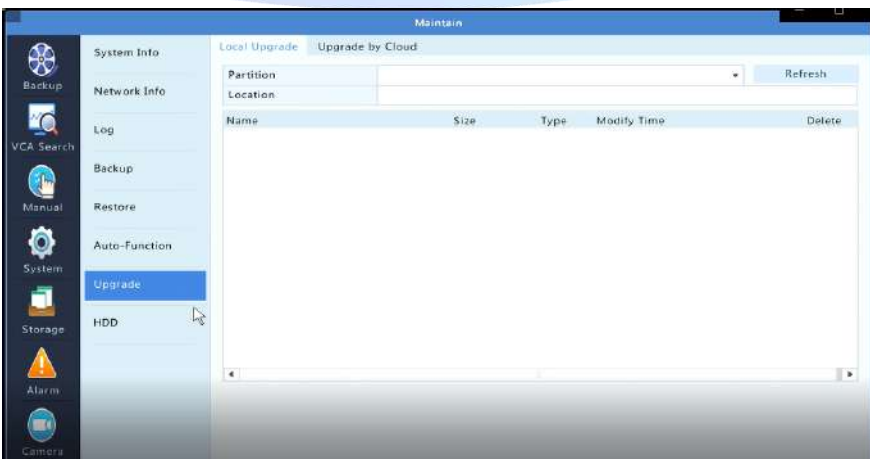 Maintain
Backup
VCA Search
Manual
System
Storage
Alarm
Camera
System Info
Network Info
Log
Backup
Restore
Auto-Function
Upgrade
HDD
Local Upgrade Upgrade by Cloud
Partition Refresh
Location
Name Size Type Modify Time Delete